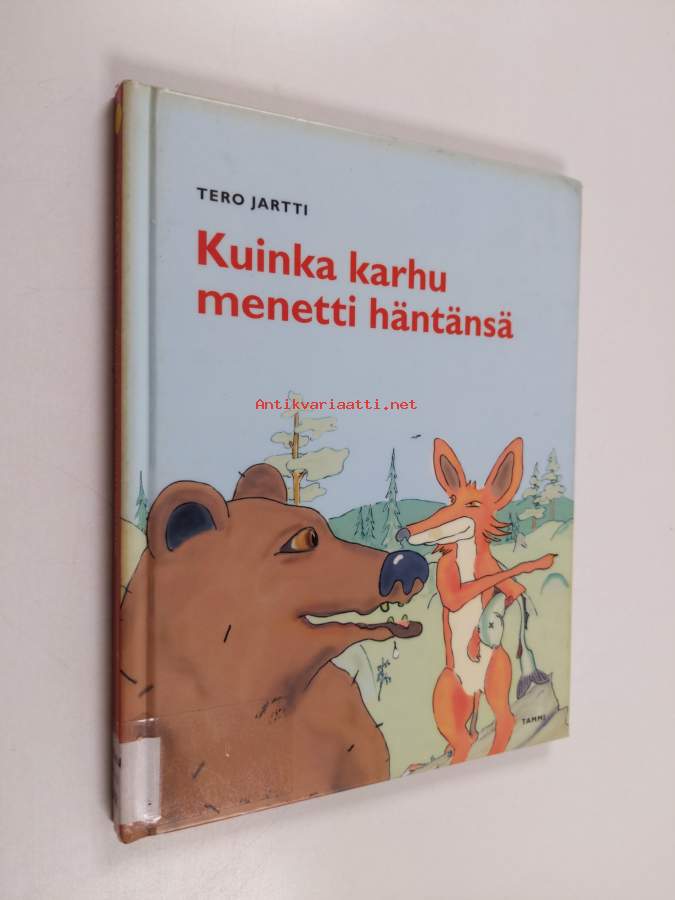 TERO JARTTI
Kuinka karhu
menetti häntänsä
Antikvariaatti.net
TAMMI